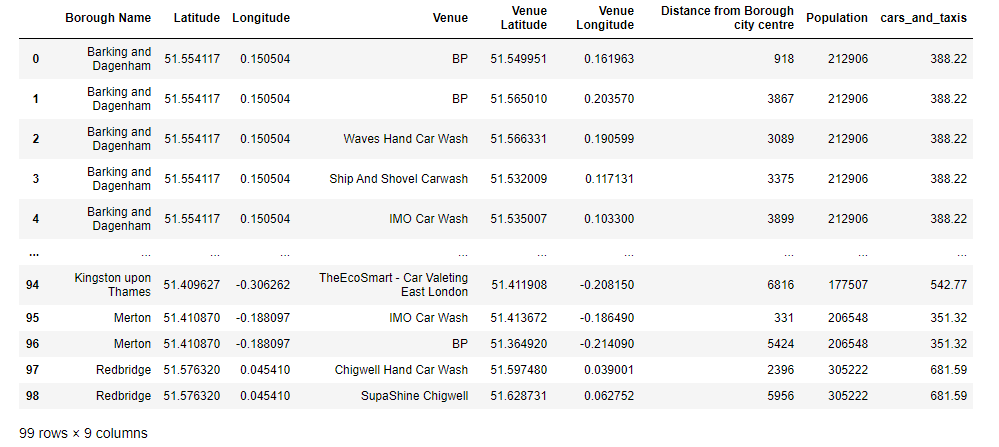 Borough Name Latitude Longitude Venue Venue Latitude Venue Longitude Distance from Borough city centre Population cars_and_taxis
0 Barking and Dagenham 51.554117 0.150504 BP 51.549951 0.161963 918 212906 388.22
1 Barking and Dagenham 51.554117 0.150504 BP 51.565010 0.203570 3867 212906 388.22
2 Barking and Dagenham 51.554117 0.150504 Waves Hand Car Wash 51.566331 0.190599 3089 212906 388.22
3 Barking and Dagenham 51.554117 0.150504 Ship And Shovel Carwash 51.532009 0.117131 3375 212906 388.22
4 Barking and Dagenham 51.554117 0.150504 IMO Car Wash 51.535007 0.103300 3899 212906 388.22
... ... ... ... ... ... ... ... ... ...
94 Kingston upon Thames 51.409627 -0.306262 TheEcoSmart - Car Valeting East London 51.411908 -0.208150 6816 177507 542.77
95 Merton 51.410870 -0.188097 IMO Car Wash 51.413672 -0.186490 331 206548 351.32
96 Merton 51.410870 -0.188097 BP 51.364920 -0.214090 5424 206548 351.32
97 Redbridge 51.576320 0.045410 Chigwell Hand Car Wash 51.597480 0.039001 2396 305222 681.59
98 Redbridge 51.576320 0.045410 SupaShine Chigwell 51.628731 0.062752 5956 305222 681.59
99 rows × 9 columns